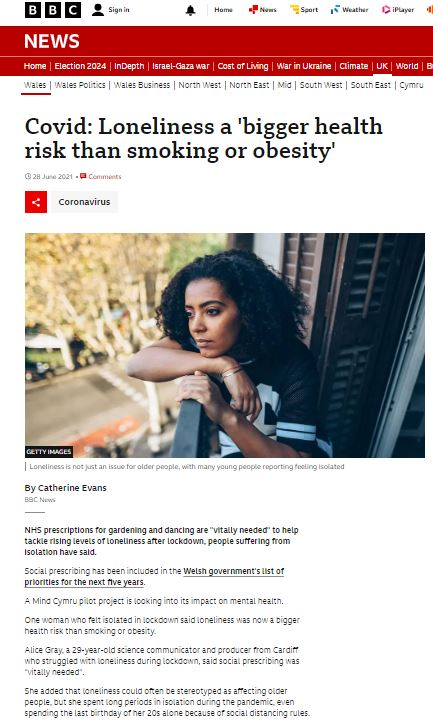 BBC Sign in Home News Sport Weather iPlayer
NEWS
Home | Election 2024 | InDepth | Israel-Gaza war | Cost of Living | War in Ukraine | Climate | UK | World
Wales | Wales Politics | Wales Business | North West | North East | Mid | South West | South East | Cymru
Covid: Loneliness a 'bigger health
risk than smoking or obesity'
28 June 2021 • Comments
Coronavirus
GETTY IMAGES
Loneliness is not just an issue for older people, with many young people reporting feeling isolated
By Catherine Evans
BBC News
NHS prescriptions for gardening and dancing are "vitally needed" to help
tackle rising levels of loneliness after lockdown, people suffering from
isolation have said.
Social prescribing has been included in the Welsh government's list of
priorities for the next five years.
A Mind Cymru pilot project is looking into its impact on mental health.
One woman who felt isolated in lockdown said loneliness was now a bigger
health risk than smoking or obesity.
Alice Gray, a 29-year-old science communicator and producer from Cardiff
who struggled with loneliness during lockdown, said social prescribing was
"vitally needed".
She added that loneliness could often be stereotyped as affecting older
people, but she spent long periods in isolation during the pandemic, even
spending the last birthday of her 20s alone because of social distancing rules.